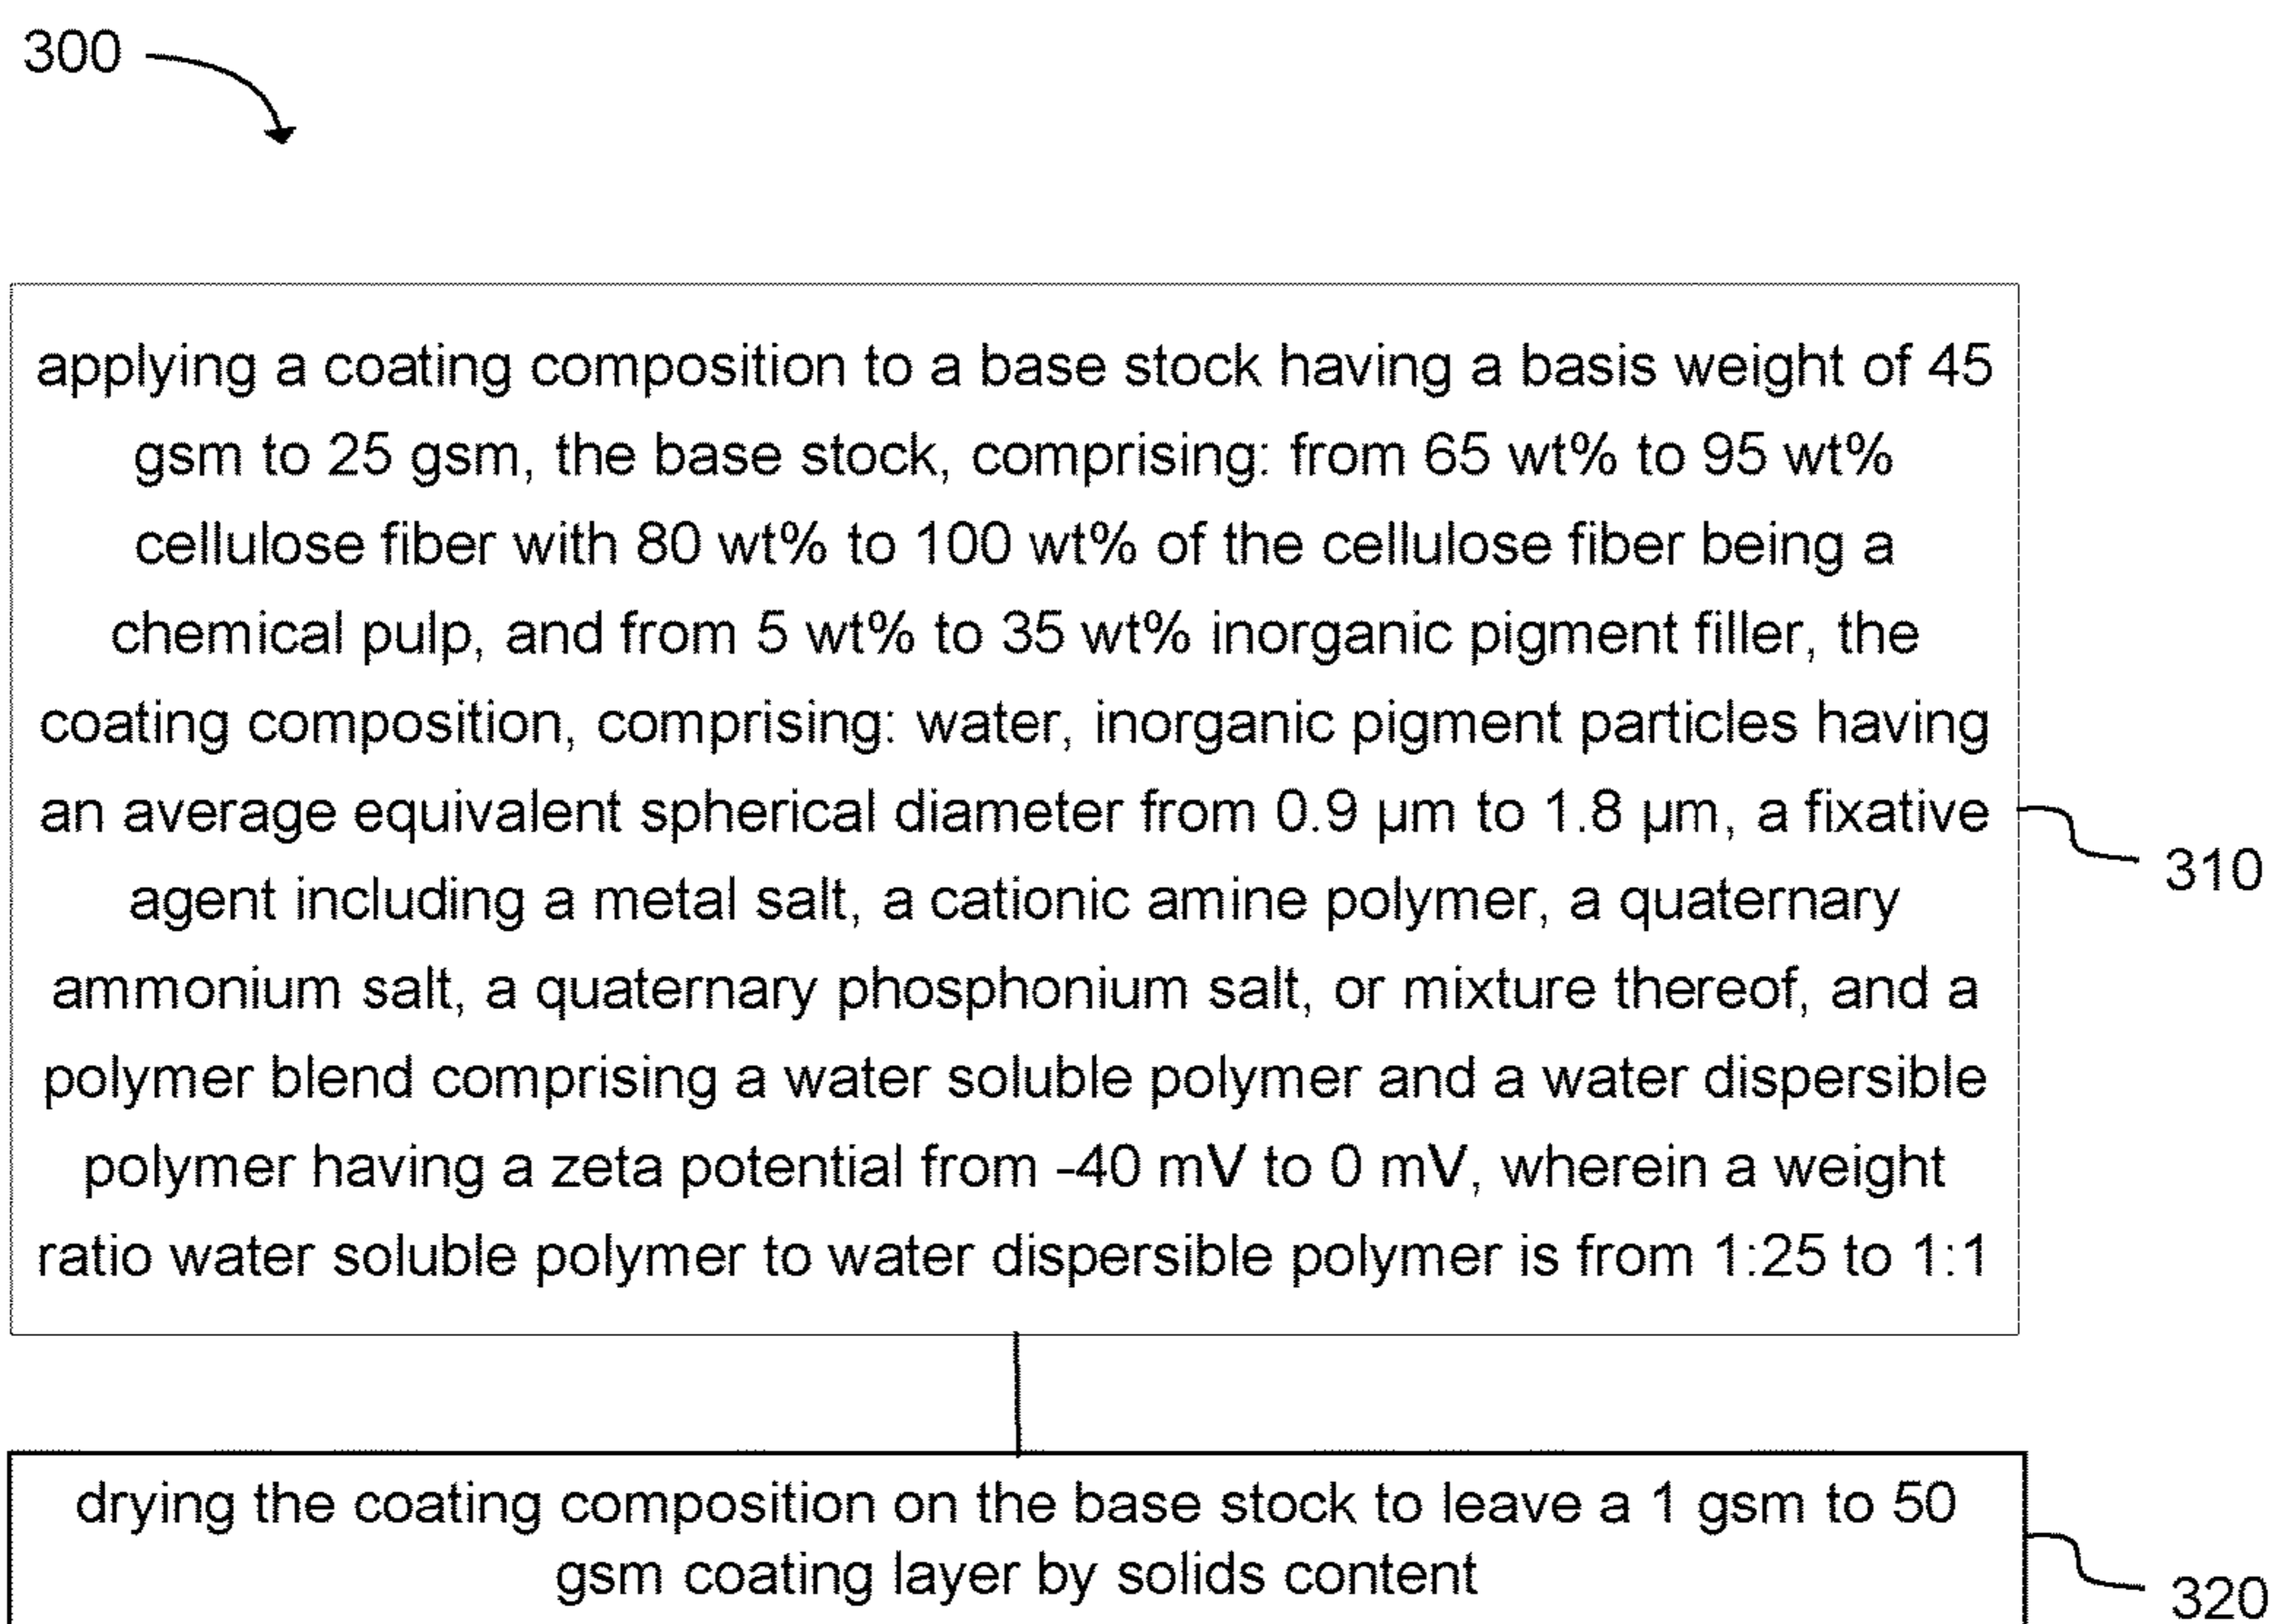 300
applying a coating composition to a base stock having a basis weight of 45
gsm to 25 gsm, the base stock, comprising: from 65 wt% to 95 wt%
cellulose fiber with 80 wt% to 100 wt% of the cellulose fiber being a
chemical pulp, and from 5 wt% to 35 wt% inorganic pigment filler, the
coating composition, comprising: water, inorganic pigment particles having
an average equivalent spherical diameter from 0.9 µm to 1.8 µm, a fixative
agent including a metal salt, a cationic amine polymer, a quaternary
ammonium salt, a quaternary phosphonium salt, or mixture thereof, and a
polymer blend comprising a water soluble polymer and a water dispersible
polymer having a zeta potential from -40 mV to 0 mV, wherein a weight
ratio water soluble polymer to water dispersible polymer is from 1:25 to 1:1
310
drying the coating composition on the base stock to leave a 1 gsm to 50
gsm coating layer by solids content
320